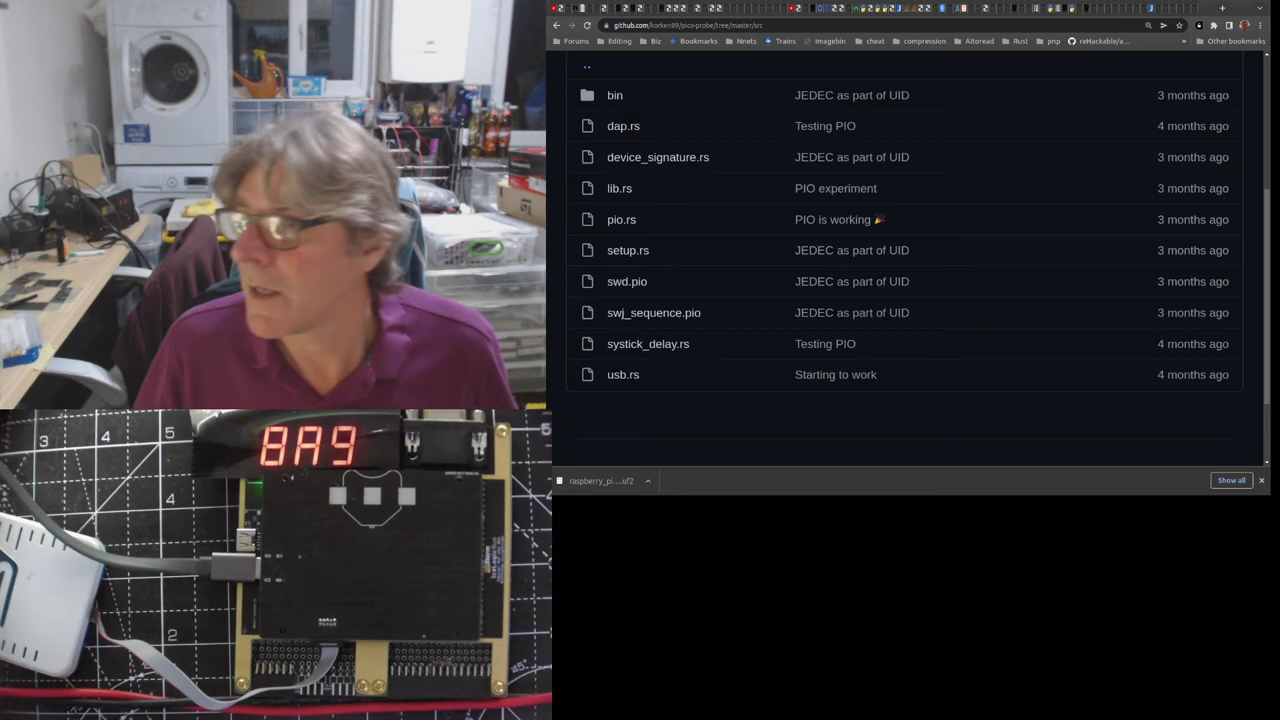 github.com/korken89/pico-probe/tree/master/src
Forums Editing Biz Bookmarks Nnets Trains Imagebin cheat compression AItoread Rust pnp reHackable/a... » Other bookmarks
..
bin JEDEC as part of UID 3 months ago
dap.rs Testing PIO 4 months ago
device_signature.rs JEDEC as part of UID 3 months ago
lib.rs PIO experiment 3 months ago
pio.rs PIO is working 🎉 3 months ago
setup.rs JEDEC as part of UID 3 months ago
swd.pio JEDEC as part of UID 3 months ago
swj_sequence.pio JEDEC as part of UID 3 months ago
systick_delay.rs Testing PIO 4 months ago
usb.rs Starting to work 4 months ago
raspberry_pi....uf2 Show all
8A9
3 4 5
4
2
45°